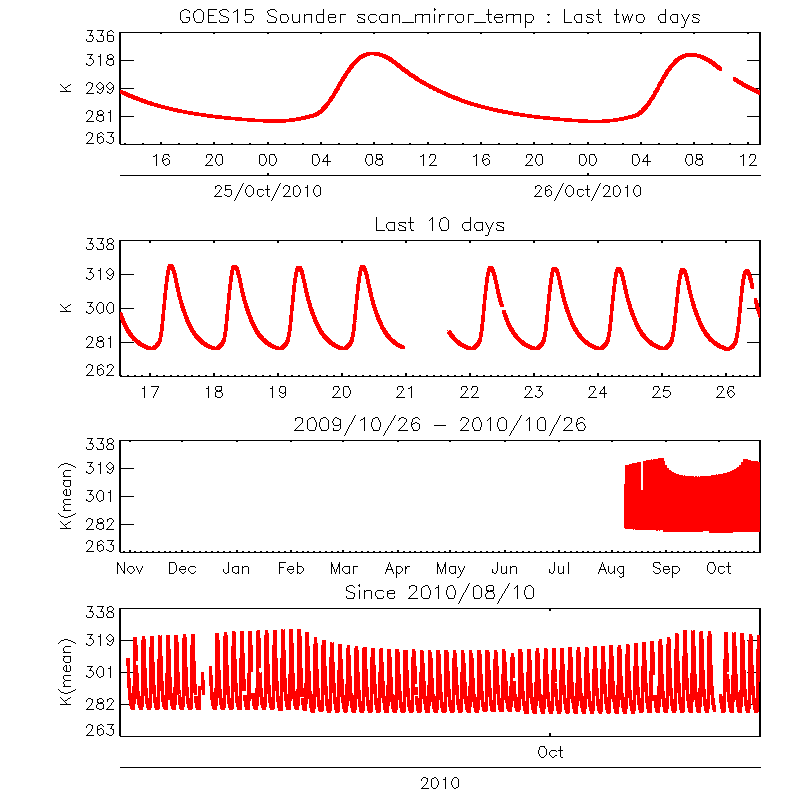 GOES15 Sounder scan_mirror_temp : Last two days
336
318
299
281
263
K
16 20 00 04 08 12 16 20 00 04 08 12
25/Oct/2010 26/Oct/2010
Last 10 days
338
319
300
281
262
K
17 18 19 20 21 22 23 24 25 26
2009/10/26 - 2010/10/26
338
319
301
282
263
K(mean)
Nov Dec Jan Feb Mar Apr May Jun Jul Aug Sep Oct
Since 2010/08/10
338
319
301
282
263
K(mean)
Oct
2010